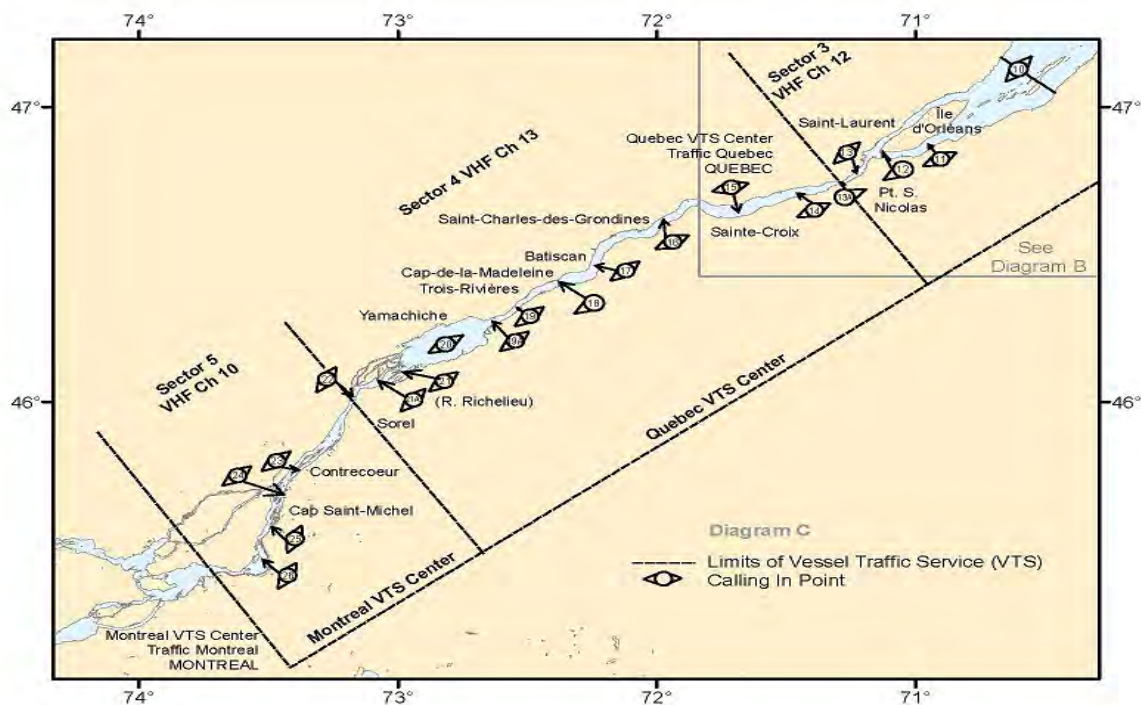 74°
73°
72°
71°
47°
47°
46°
46°
74°
73°
72°
71°
Sector 3
VHF Ch 12
10
Île
d'Orléans
Saint-Laurent
13
12
11
Quebec VTS Center
Traffic Quebec
QUEBEC
15
14
13A
Pt. S.
Nicolas
Sainte-Croix
See
Diagram B
Sector 4 VHF Ch 13
Saint-Charles-des-Grondines
16
Batiscan
17
Cap-de-la-Madeleine
Trois-Rivières
18
19
Yamachiche
20
21
21A
(R. Richelieu)
Sorel
22
Sector 5
VHF Ch 10
23
24
Contrecoeur
Cap Saint-Michel
25
26
Quebec VTS Center
Montreal VTS Center
Montreal VTS Center
Traffic Montreal
MONTREAL
Diagram C
Limits of Vessel Traffic Service (VTS)
Calling In Point